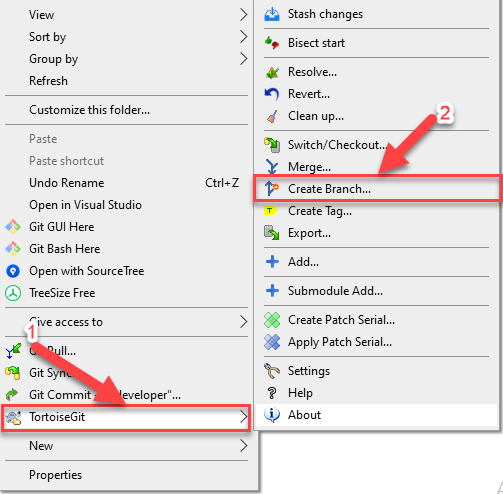 View
Sort by
Group by
Refresh
Customize this folder...
Paste
Paste shortcut
Undo Rename Ctrl+Z
Open in Visual Studio
Git GUI Here
Git Bash Here
Open with SourceTree
TreeSize Free
Give access to
1
Pull...
Git Sync
Git Commit -> "developer"...
TortoiseGit
New
Properties
Stash changes
Bisect start
Resolve...
Revert...
Clean up...
2
Switch/Checkout...
Merge...
Create Branch...
Create Tag...
Export...
Add...
Submodule Add...
Create Patch Serial...
Apply Patch Serial...
Settings
Help
About